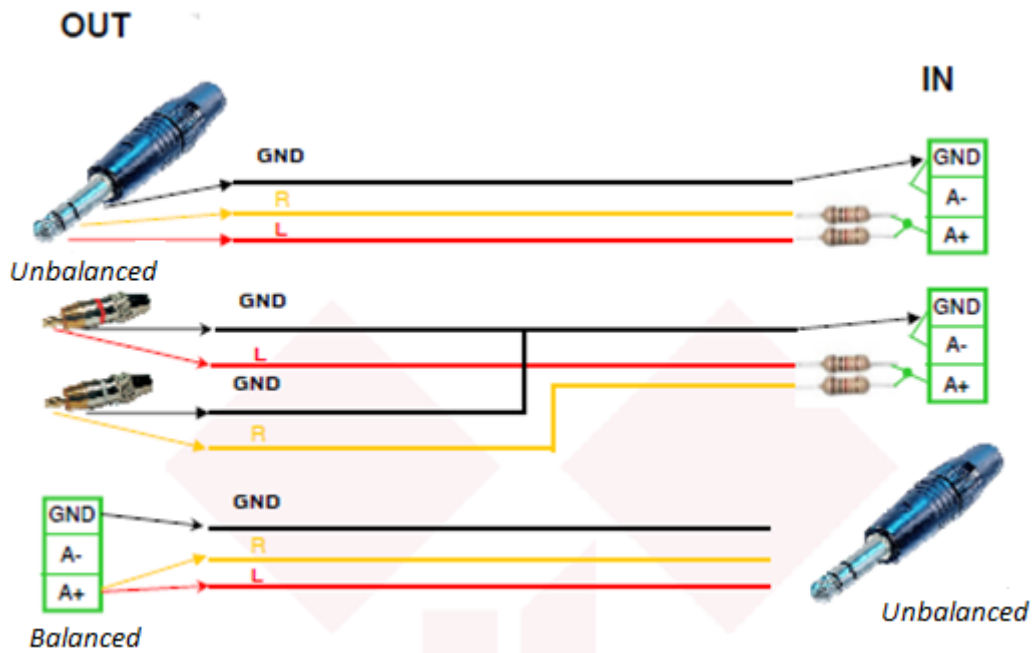 OUT
IN
GND
R
L
GND
A-
A+
Unbalanced
GND
L
GND
R
GND
A-
A+
GND
R
L
GND
A-
A+
Balanced
Unbalanced